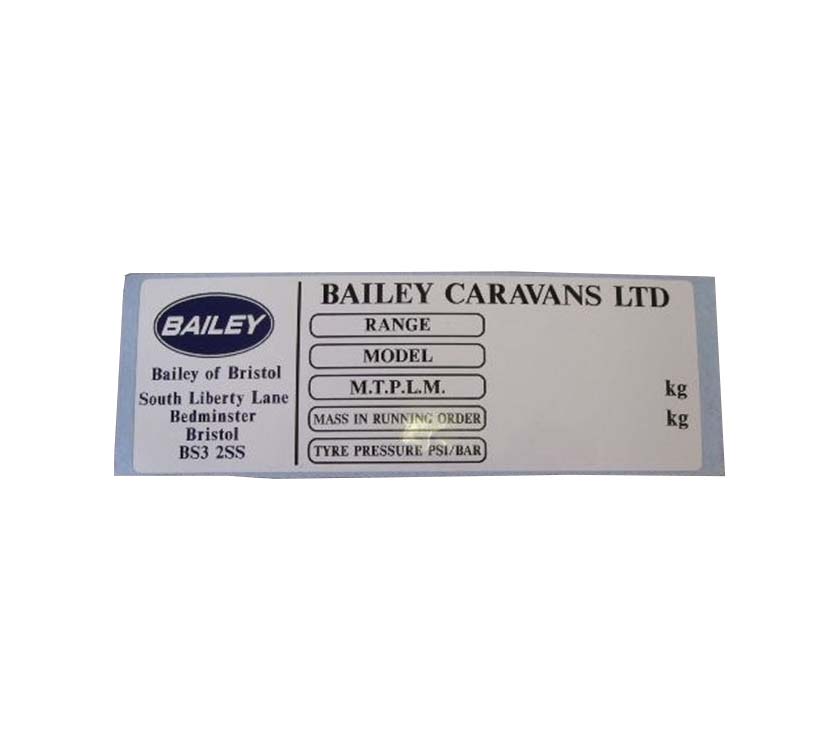 BAILEY
Bailey of Bristol
South Liberty Lane
Bedminster
Bristol
BS3 2SS
BAILEY CARAVANS LTD
RANGE
MODEL
M.T.P.L.M. kg
MASS IN RUNNING ORDER kg
TYRE PRESSURE PSI/BAR